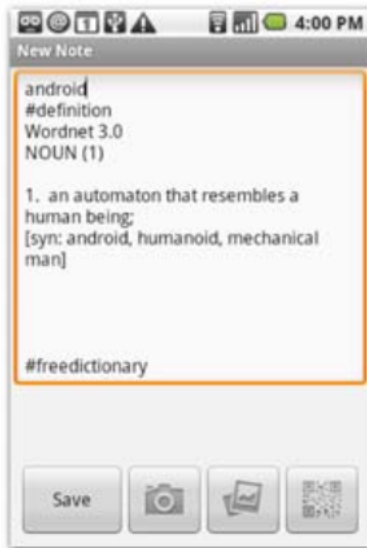 4:00 PM
New Note
android
#definition
Wordnet 3.0
NOUN (1)
1. an automaton that resembles a
human being;
[syn: android, humanoid, mechanical
man]
#freedictionary
Save